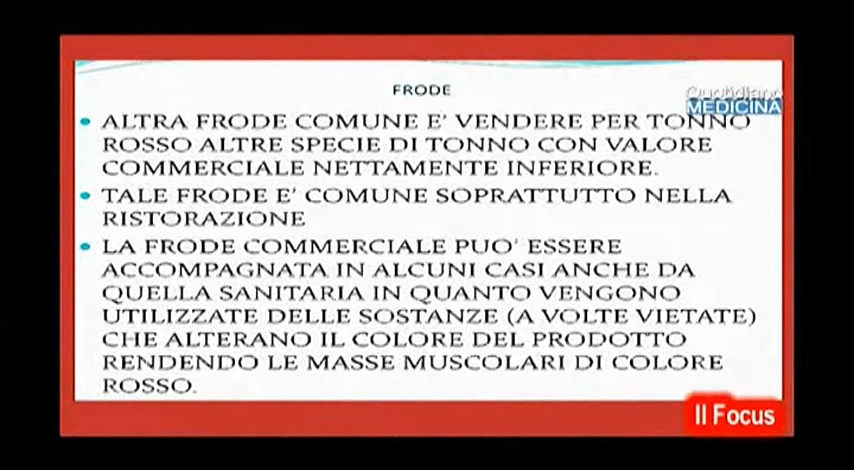 FRODE
Quotidiano
MEDICINA
ALTRA FRODE COMUNE E' VENDERE PER TONNO
ROSSO ALTRE SPECIE DI TONNO CON VALORE
COMMERCIALE NETTAMENTE INFERIORE.
TALE FRODE E' COMUNE SOPRATTUTTO NELLA
RISTORAZIONE
LA FRODE COMMERCIALE PUO' ESSERE
ACCOMPAGNATA IN ALCUNI CASI ANCHE DA
QUELLA SANITARIA IN QUANTO VENGONO
UTILIZZATE DELLE SOSTANZE (A VOLTE VIETATE)
CHE ALTERANO IL COLORE DEL PRODOTTO
RENDENDO LE MASSE MUSCOLARI DI COLORE
ROSSO.
Il Focus